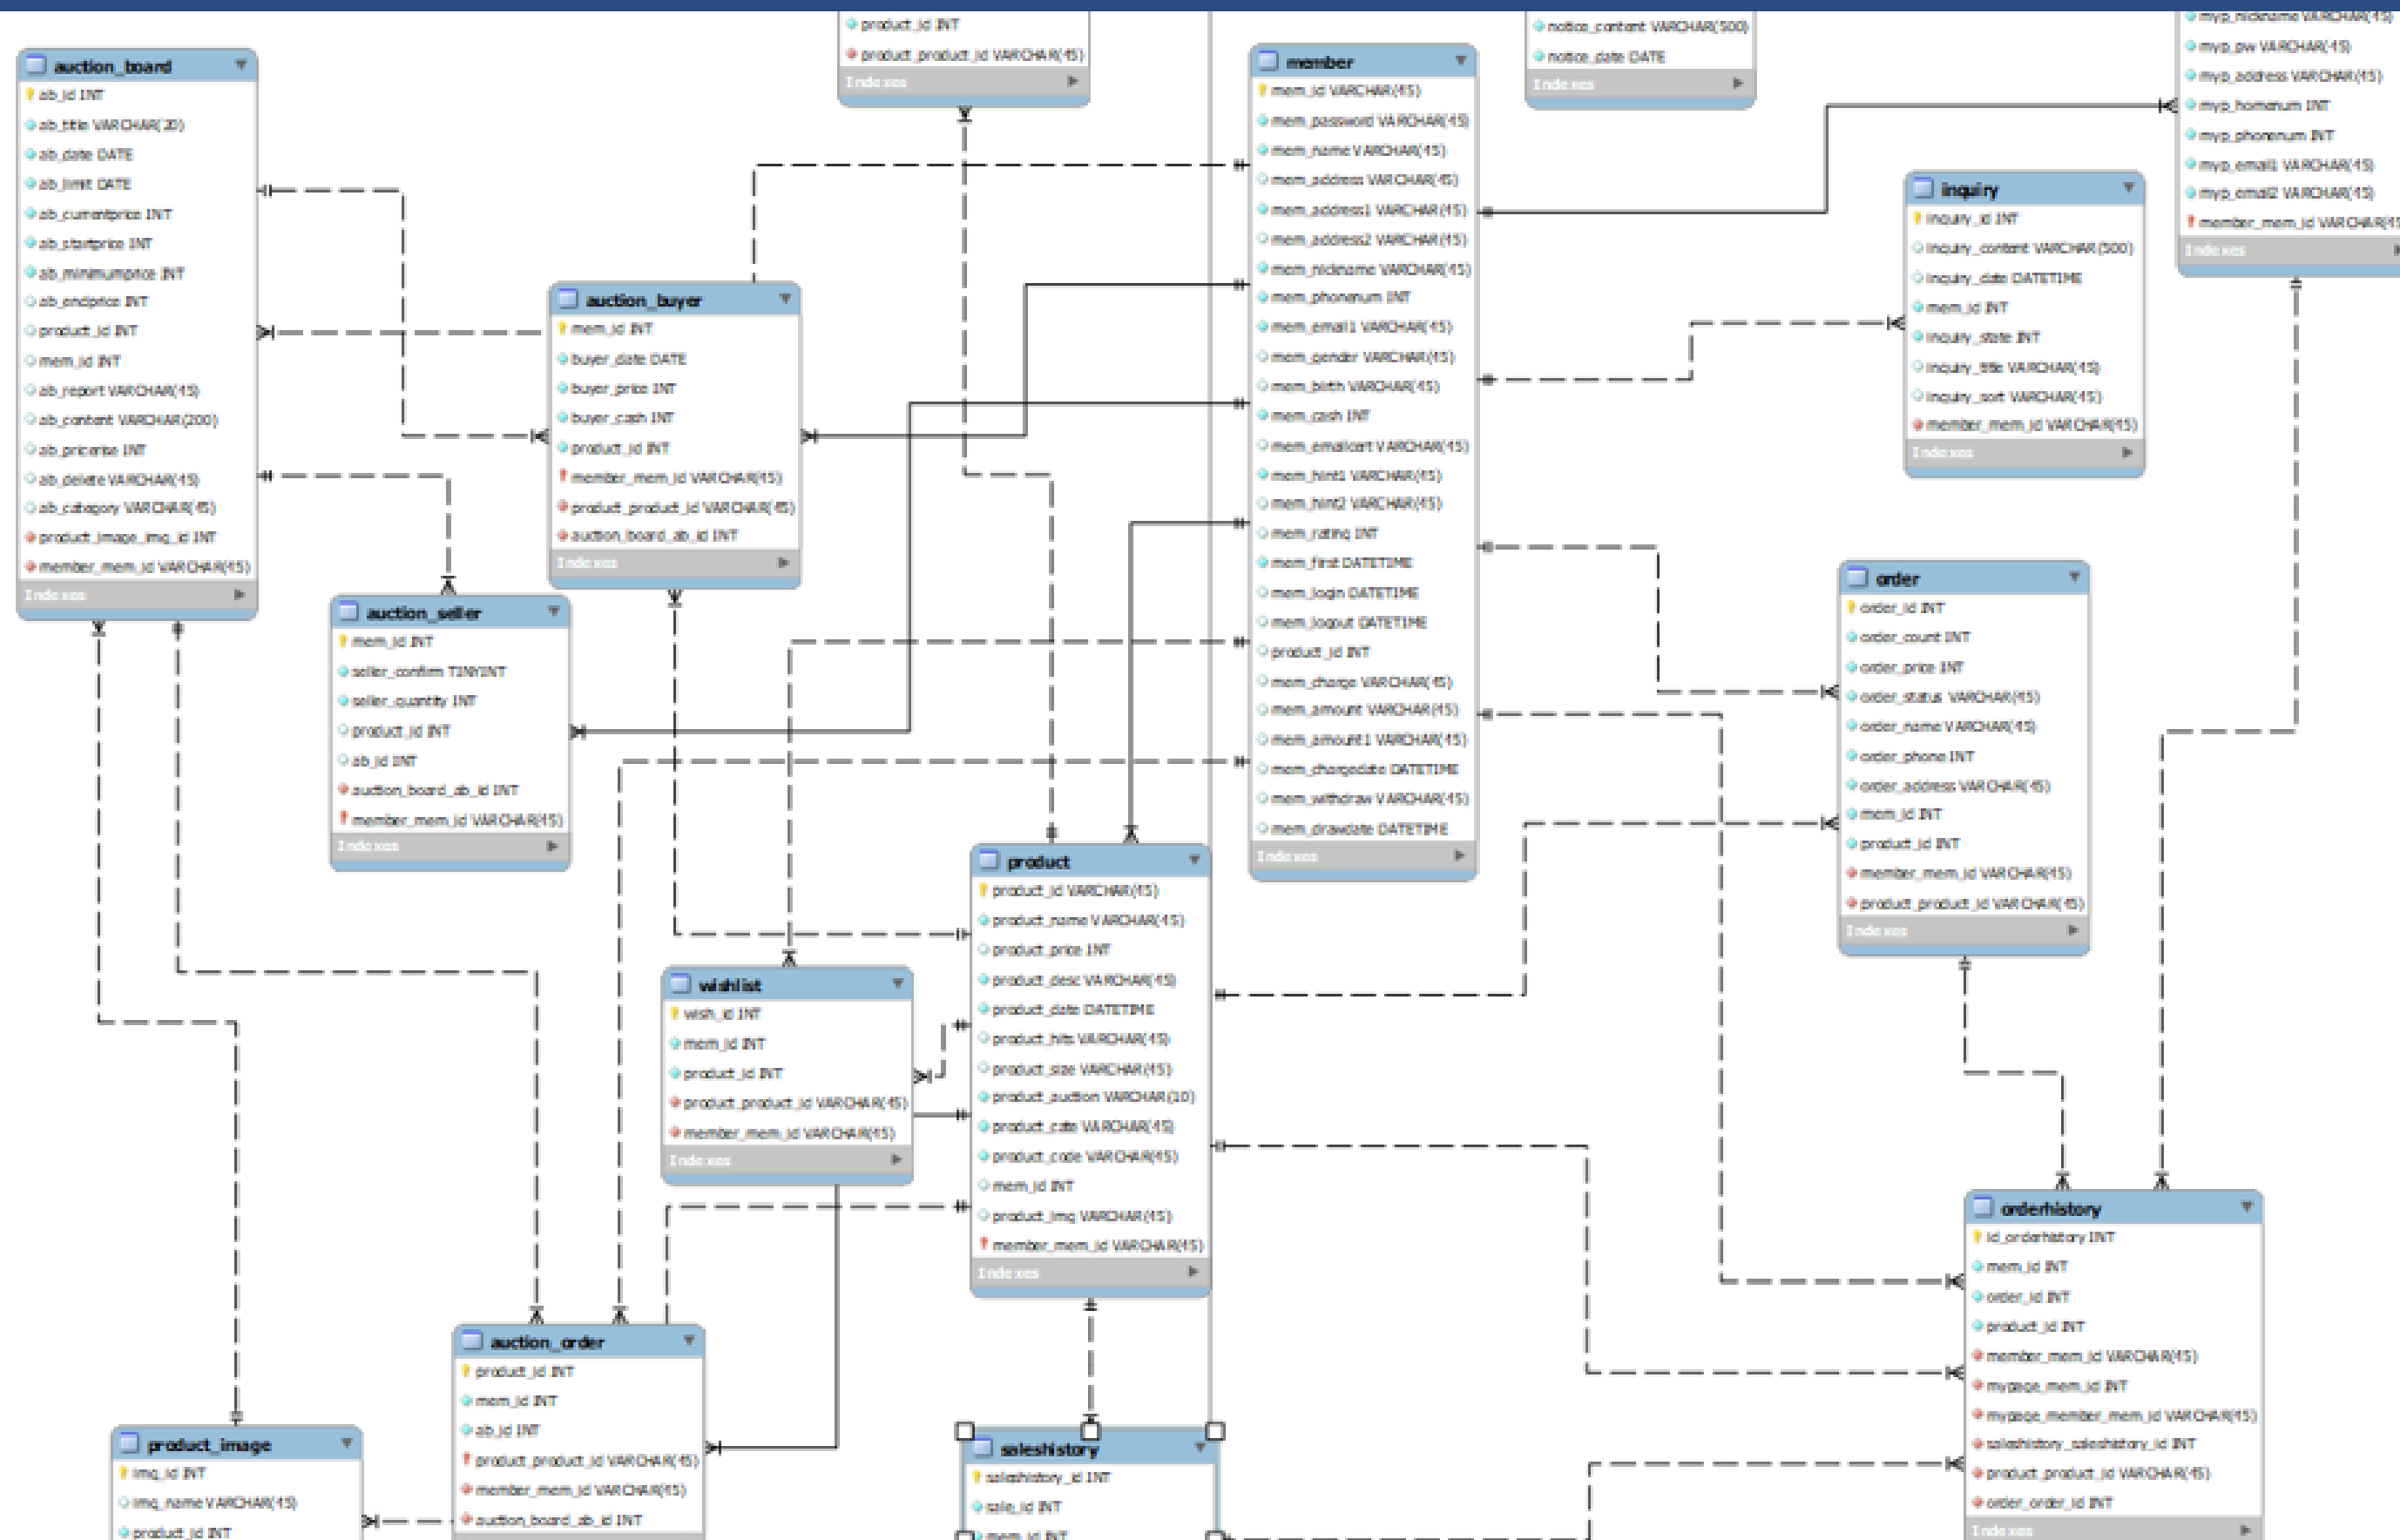 product_id INT
product_product_id VARCHAR(45)
Indexes
notice_content VARCHAR(500)
notice_date DATE
Indexes
myp_nickname VARCHAR(45)
myp_pw VARCHAR(45)
myp_address VARCHAR(45)
myp_homenum INT
myp_phonenum INT
myp_email1 VARCHAR(45)
myp_email2 VARCHAR(45)
member_mem_id VARCHAR(45
Indexes
auction_board
ab_id INT
ab_title VARCHAR(20)
ab_date DATE
ab_limit DATE
ab_currentprice INT
ab_startprice INT
ab_minimumprice INT
ab_endprice INT
product_id INT
mem_id INT
ab_report VARCHAR(45)
ab_content VARCHAR(200)
ab_pricerise INT
ab_delete VARCHAR(45)
ab_category VARCHAR(45)
product_image_img_id INT
member_mem_id VARCHAR(45)
Indexes
auction_buyer
mem_id INT
buyer_date DATE
buyer_price INT
buyer_cash INT
product_id INT
member_mem_id VARCHAR(45)
product_product_id VARCHAR(45)
auction_board_ab_id INT
Indexes
auction_seller
mem_id INT
seller_confirm TINYINT
seller_quantity INT
product_id INT
ab_id INT
auction_board_ab_id INT
member_mem_id VARCHAR(45)
Indexes
member
mem_id VARCHAR(45)
mem_password VARCHAR(45)
mem_name VARCHAR(45)
mem_address VARCHAR(45)
mem_address1 VARCHAR(45)
mem_address2 VARCHAR(45)
mem_nickname VARCHAR(45)
mem_phonenum INT
mem_email1 VARCHAR(45)
mem_gender VARCHAR(45)
mem_birth VARCHAR(45)
mem_cash INT
mem_emailcert VARCHAR(45)
mem_hint1 VARCHAR(45)
mem_hint2 VARCHAR(45)
mem_rating INT
mem_first DATETIME
mem_login DATETIME
mem_logout DATETIME
product_id INT
mem_charge VARCHAR(45)
mem_amount VARCHAR(45)
mem_amount1 VARCHAR(45)
mem_chargedate DATETIME
mem_withdraw VARCHAR(45)
mem_drawdate DATETIME
Indexes
inquiry
inquiry_id INT
inquiry_content VARCHAR(500)
inquiry_date DATETIME
mem_id INT
inquiry_state INT
inquiry_title VARCHAR(45)
inquiry_sort VARCHAR(45)
member_mem_id VARCHAR(45)
Indexes
order
order_id INT
order_count INT
order_price INT
order_status VARCHAR(45)
order_name VARCHAR(45)
order_phone INT
order_address VARCHAR(45)
mem_id INT
product_id INT
member_mem_id VARCHAR(45)
product_product_id VARCHAR(45)
Indexes
product
product_id VARCHAR(45)
product_name VARCHAR(45)
product_price INT
product_desc VARCHAR(45)
product_date DATETIME
product_hits VARCHAR(45)
product_size VARCHAR(45)
product_auction VARCHAR(10)
product_cate VARCHAR(45)
product_code VARCHAR(45)
mem_id INT
product_img VARCHAR(45)
member_mem_id VARCHAR(45)
Indexes
wishlist
wish_id INT
mem_id INT
product_id INT
product_product_id VARCHAR(45)
member_mem_id VARCHAR(45)
Indexes
orderhistory
id_orderhistory INT
mem_id INT
order_id INT
product_id INT
member_mem_id VARCHAR(45)
mypage_mem_id INT
mypage_member_mem_id VARCHAR(45)
saleshistory_saleshistory_id INT
product_product_id VARCHAR(45)
order_order_id INT
Indexes
auction_order
product_id INT
mem_id INT
ab_id INT
product_product_id VARCHAR(45)
member_mem_id VARCHAR(45)
auction_board_ab_id INT
product_image
img_id INT
img_name VARCHAR(45)
product_id INT
saleshistory
saleshistory_id INT
sale_id INT
mem_id INT